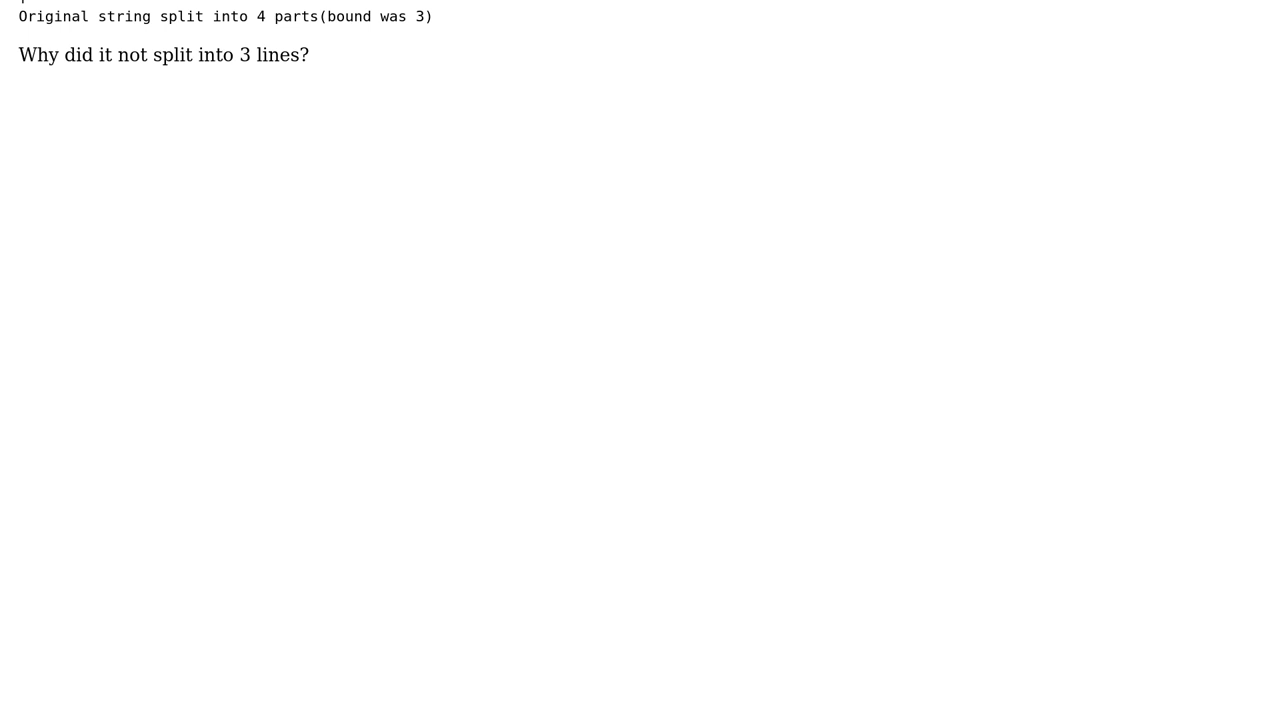 Original string split into 4 parts(bound was 3)
Why did it not split into 3 lines?